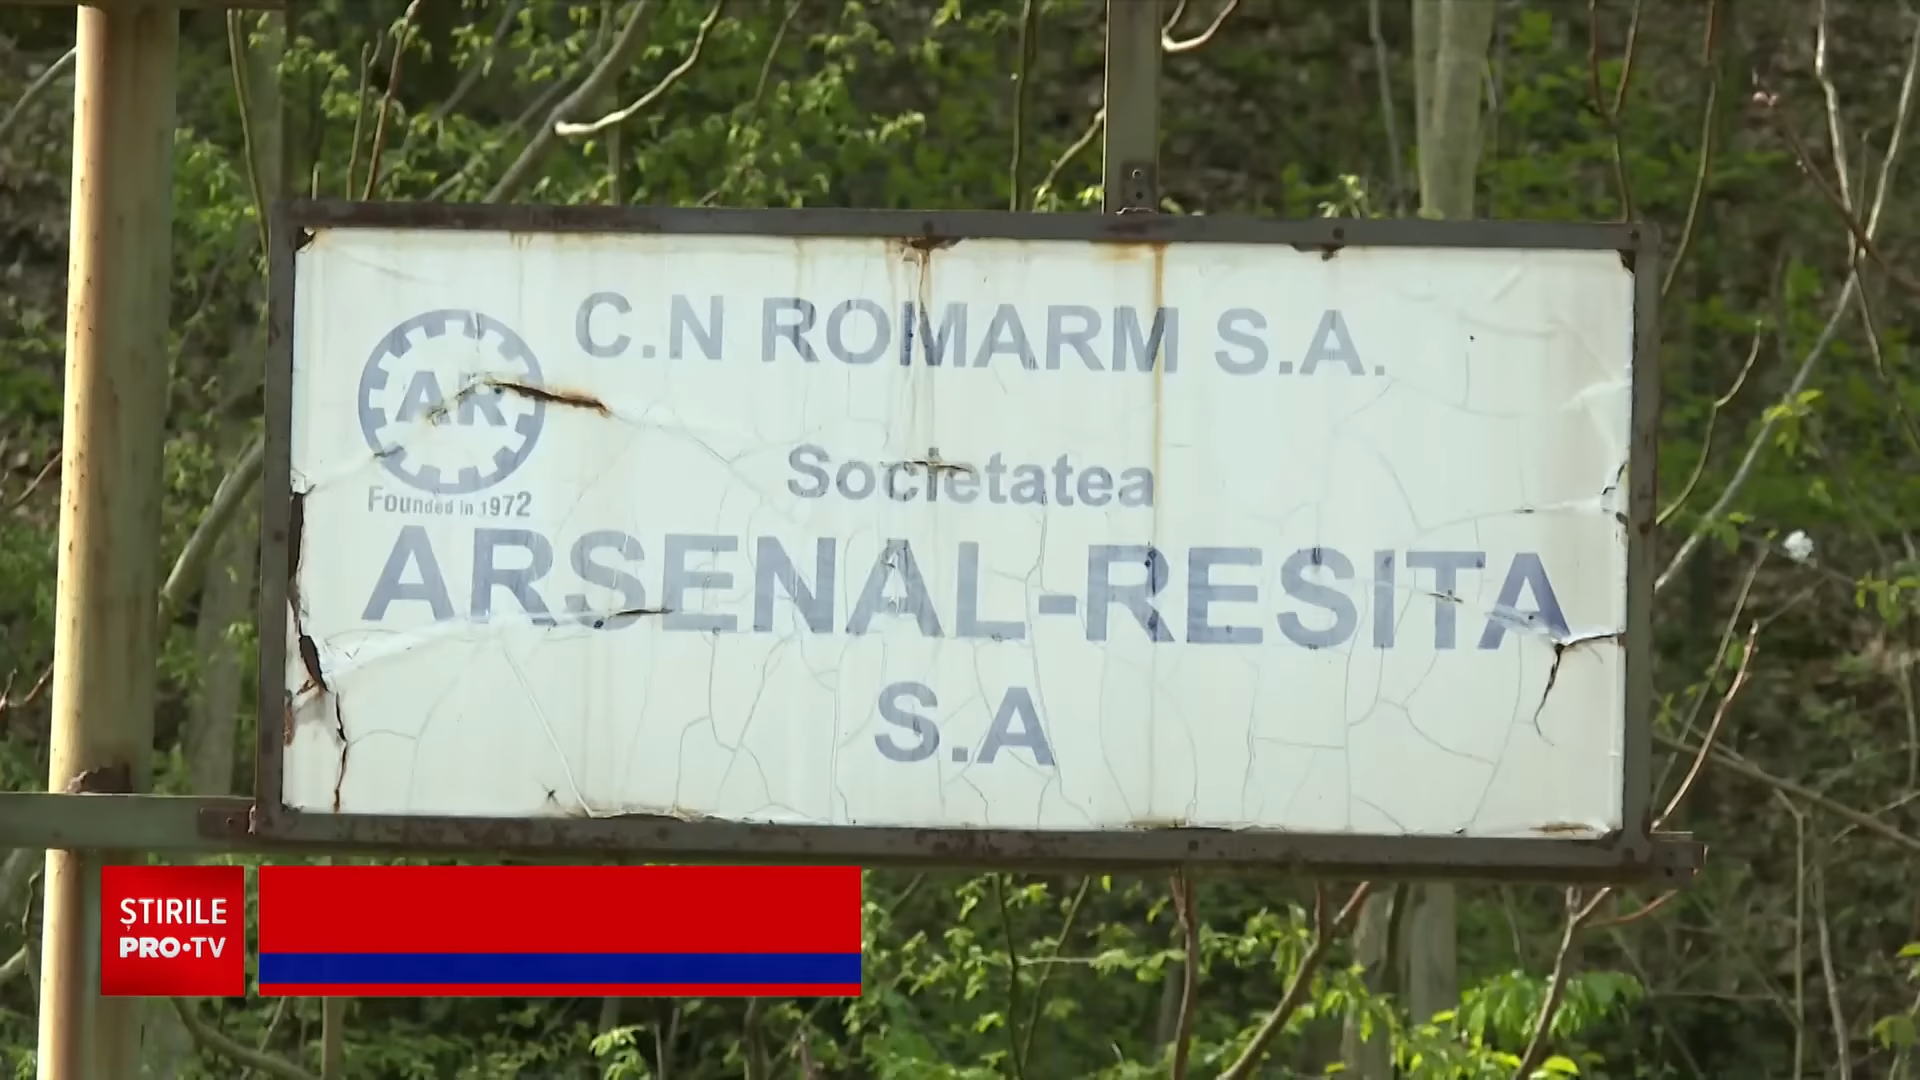 C.N ROMARM S.A.
AR
Founded in 1972
Societatea
ARSENAL-RESITA
S.A
ȘTIRILE
PRO•TV